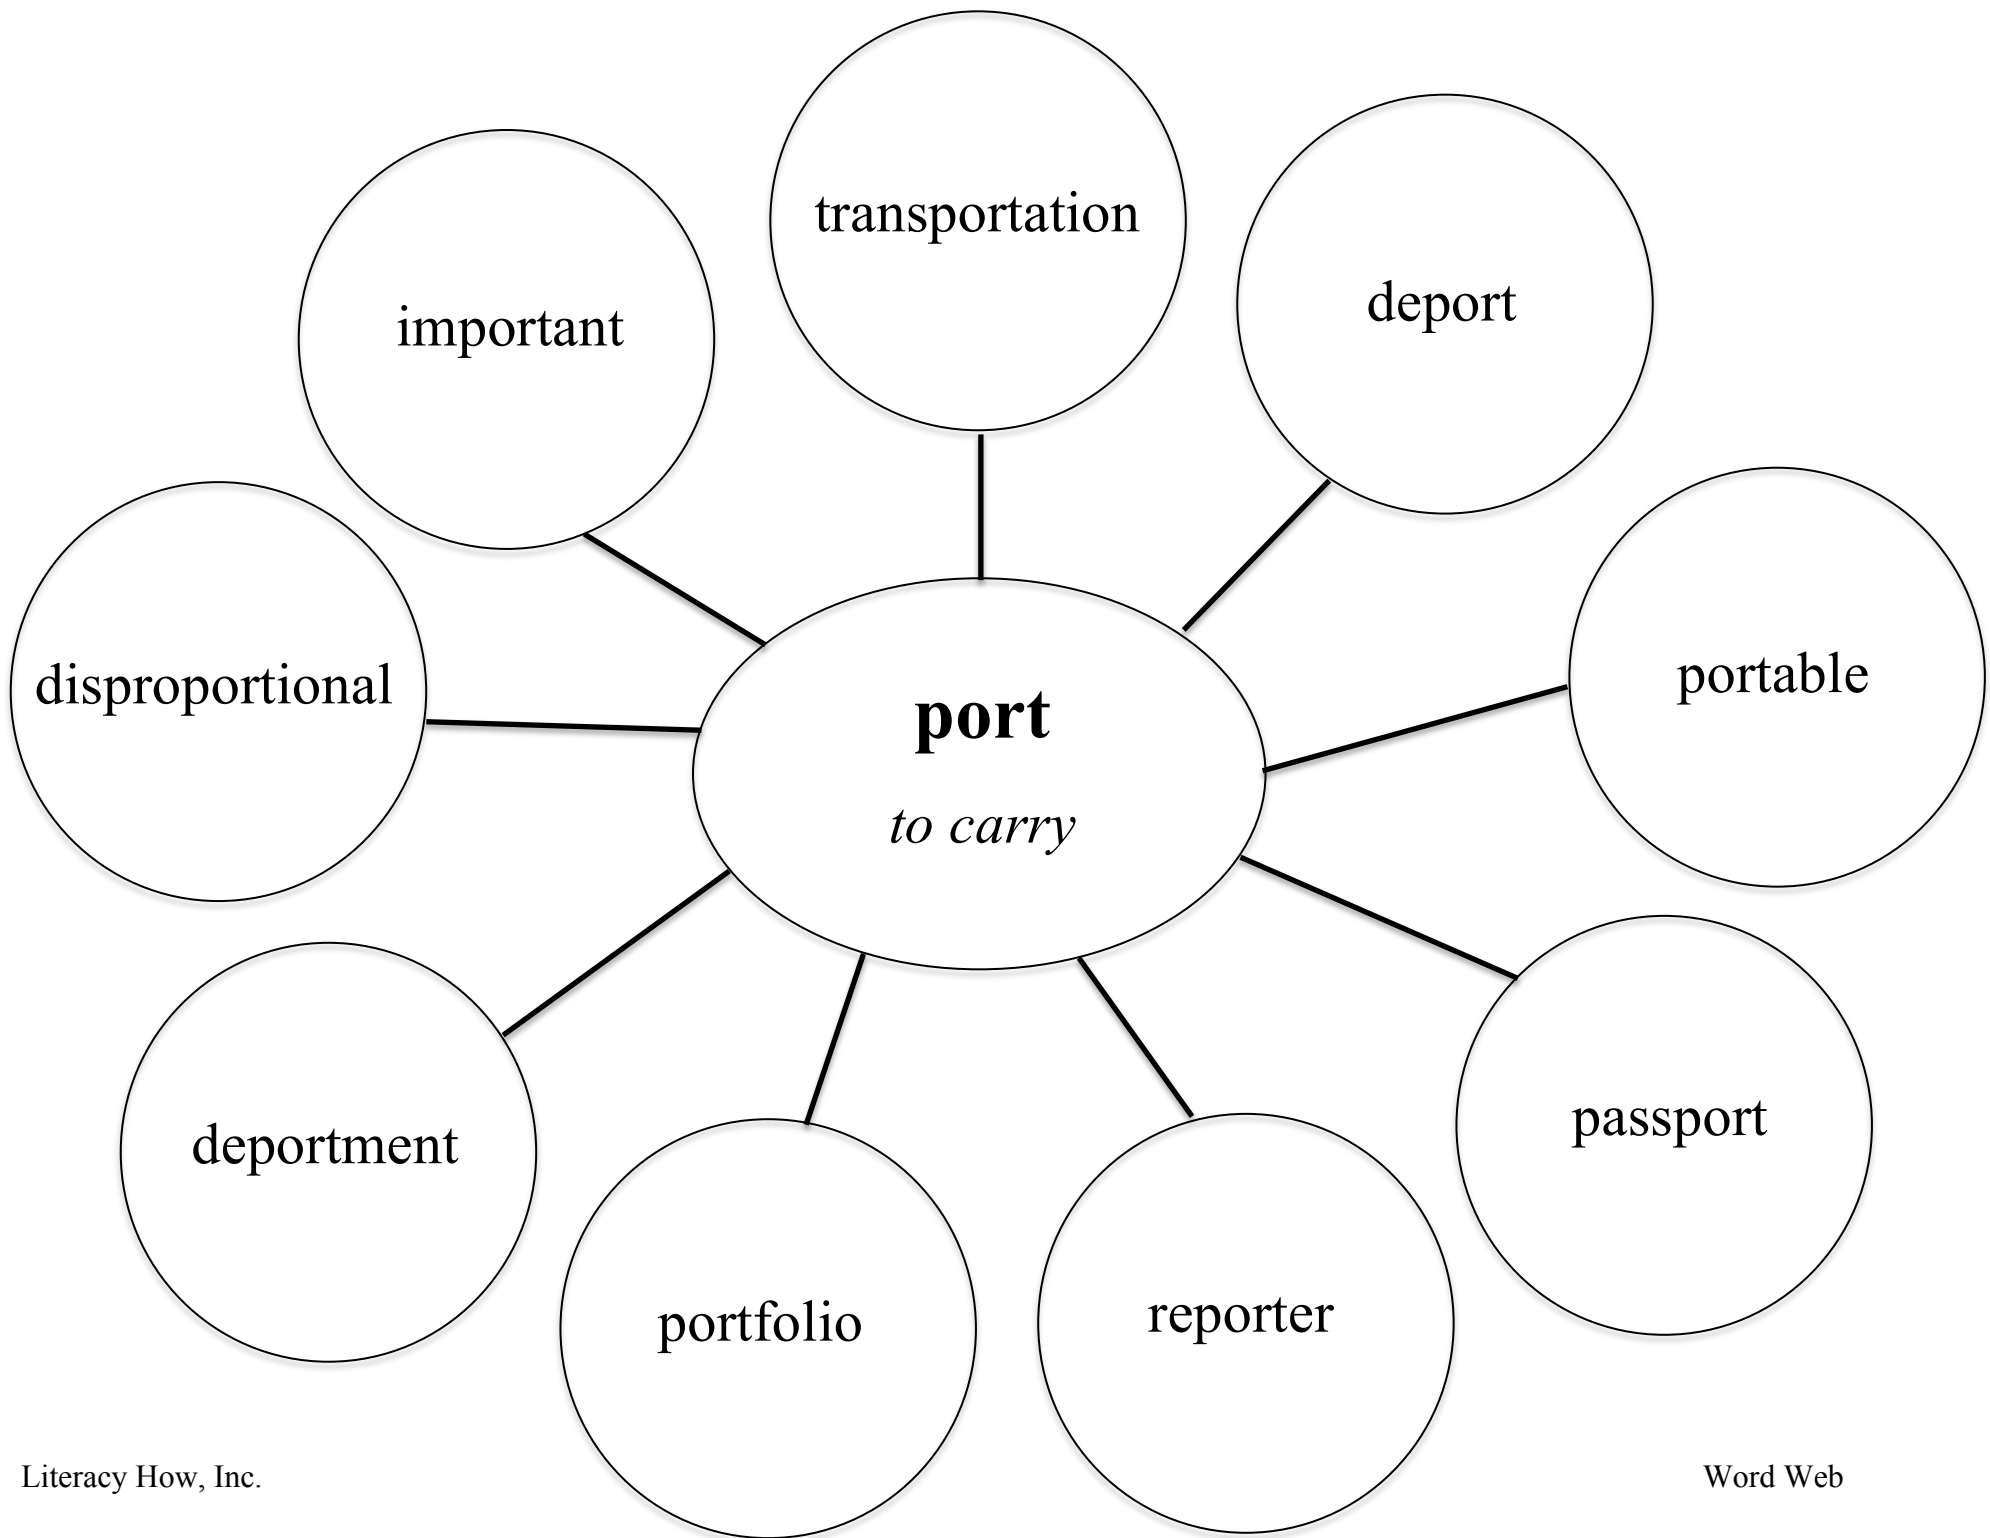 transportation
deport
important
portable
disproportional
port
to carry
passport
deportment
reporter
portfolio
Literacy How, Inc.
Word Web